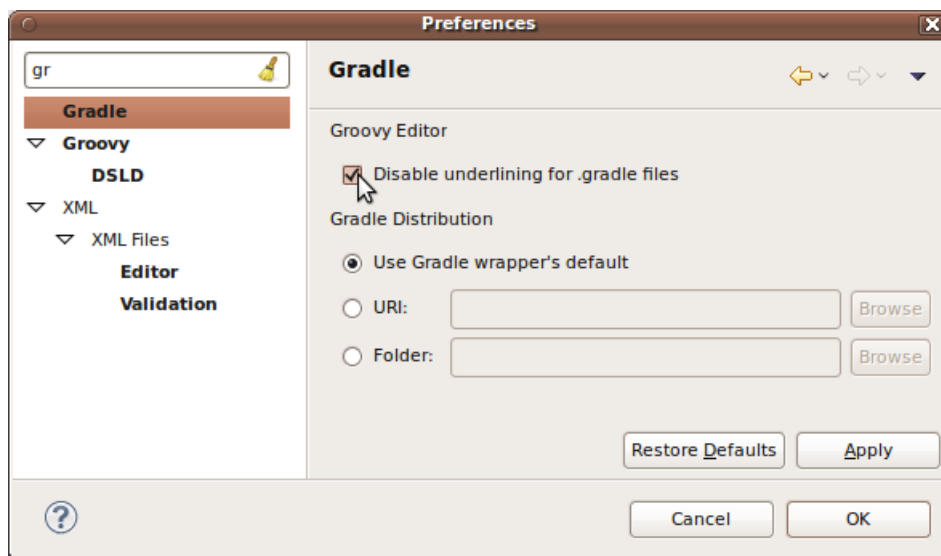 Preferences
gr
Gradle
Groovy
DSLD
XML
XML Files
Editor
Validation
Gradle
Groovy Editor
Disable underlining for .gradle files
Gradle Distribution
Use Gradle wrapper's default
URI:
Browse
Folder:
Browse
Restore Defaults
Apply
?
Cancel
OK